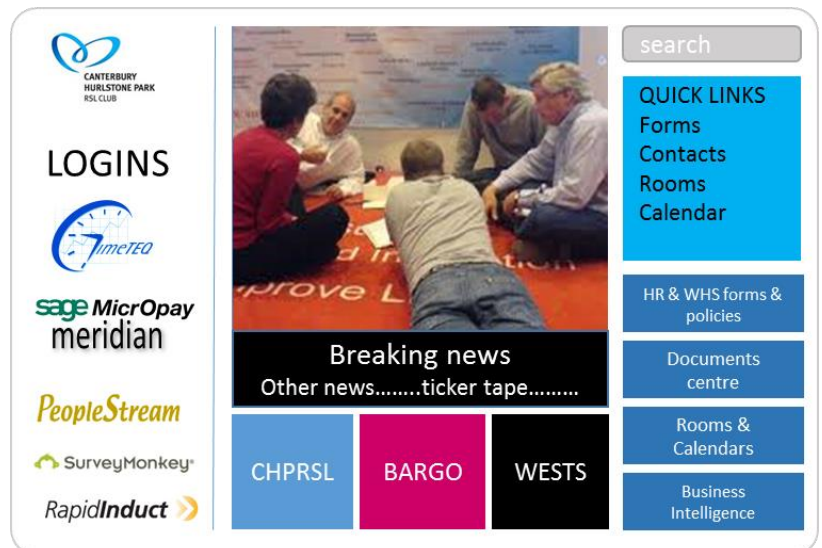 CANTERBURY
HURLSTONE PARK
RSL CLUB
LOGINS
TimeTEQ
sage MicrOpay
meridian
PeopleStream
SurveyMonkey
RapidInduct
mprove L
Breaking news
Other news........ticker tape.........
CHPRSL
BARGO
WESTS
search
QUICK LINKS
Forms
Contacts
Rooms
Calendar
HR & WHS forms &
policies
Documents
centre
Rooms &
Calendars
Business
Intelligence